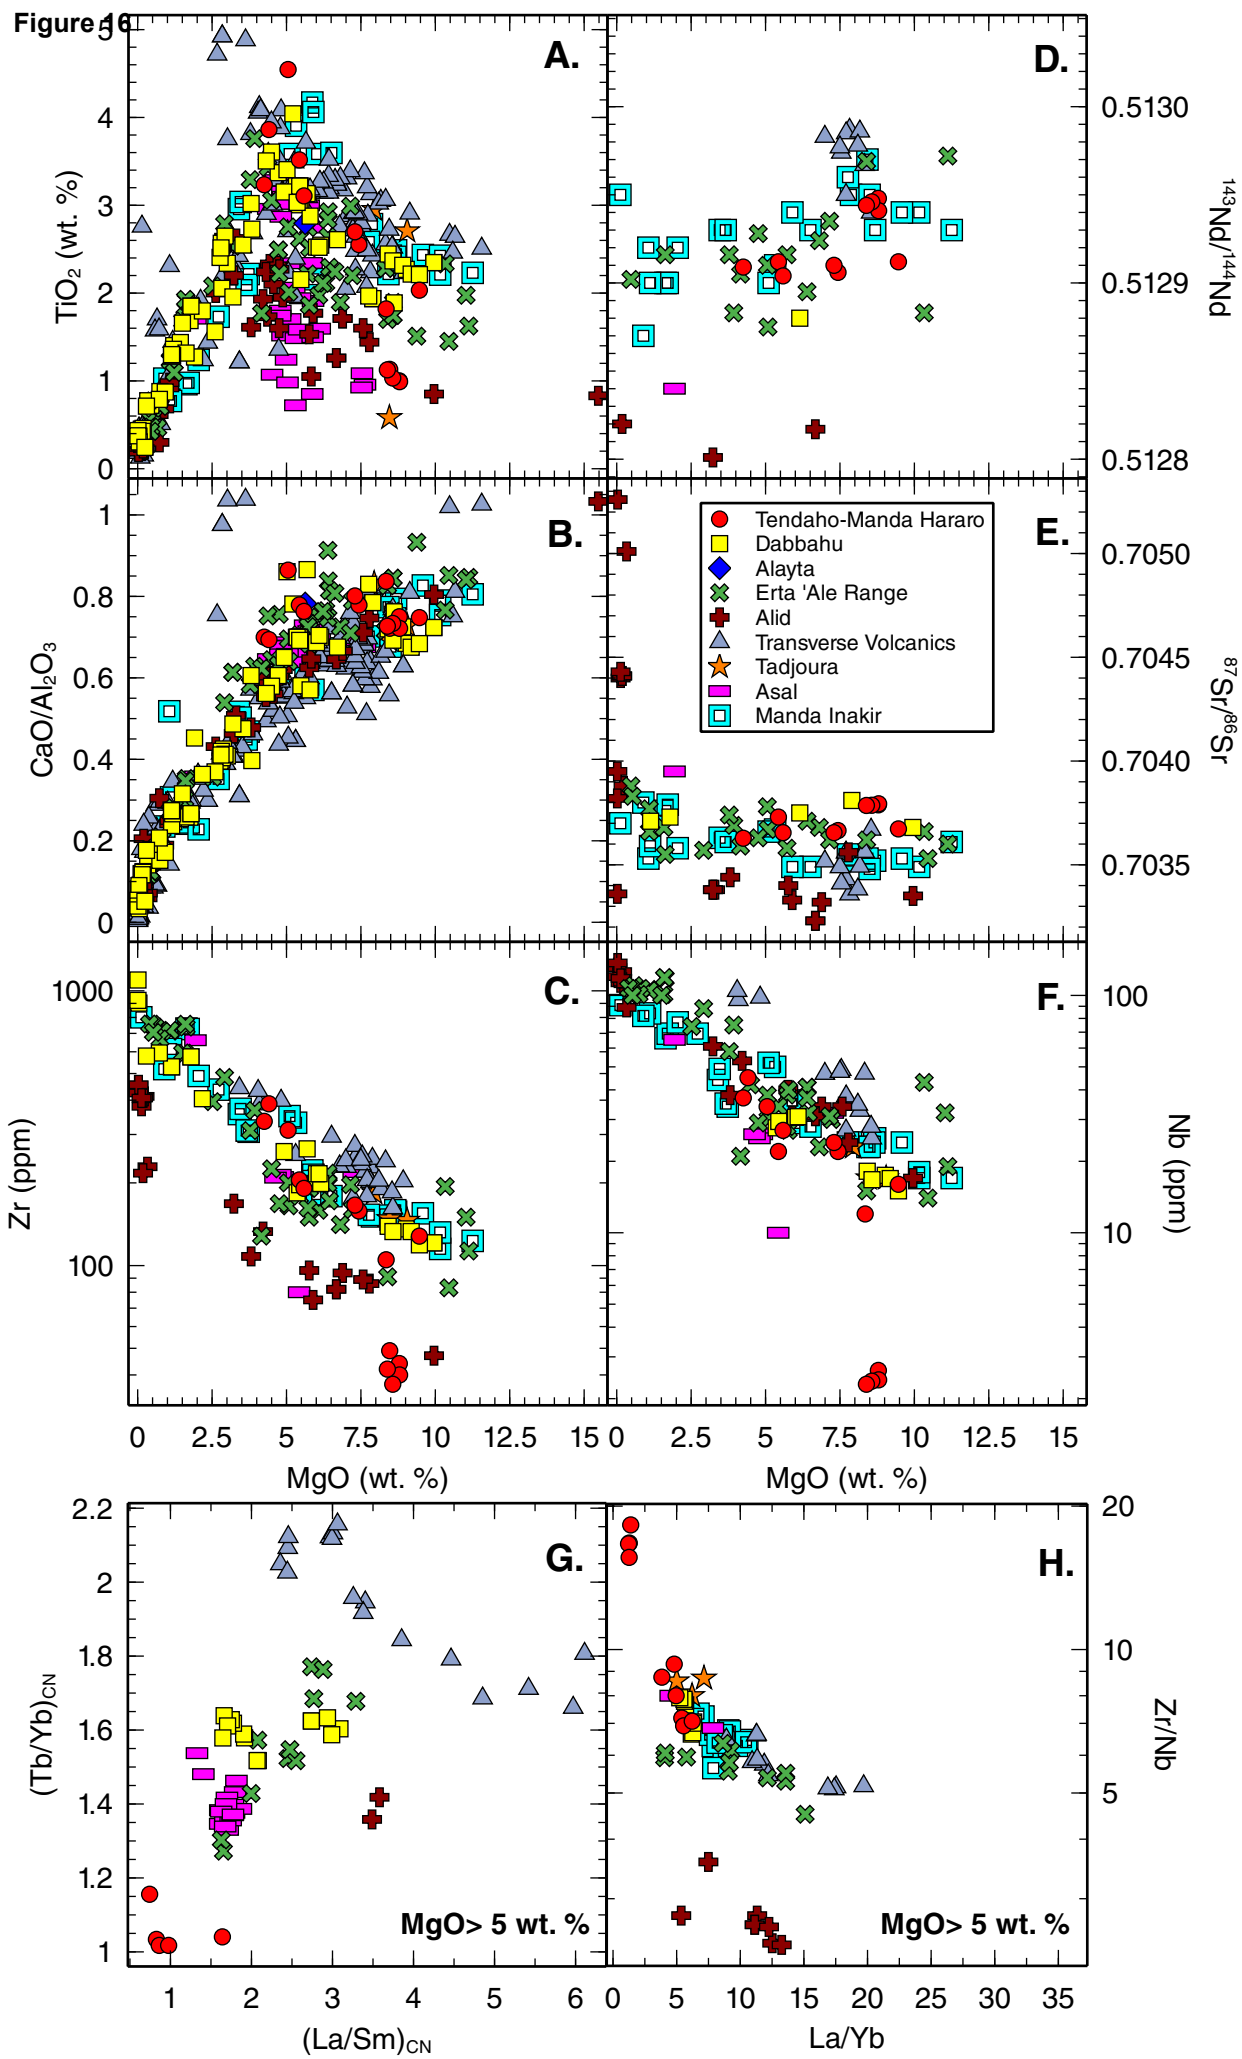 Figure 16
5
4
3
2
1
0
TiO2 (wt. %)
A.
D.
0.5130
0.5129
0.5128
143Nd/144Nd
1
0.8
0.6
0.4
0.2
0
CaO/Al2O3
B.
E.
Tendaho-Manda Hararo
Dabbahu
Alayta
Erta 'Ale Range
Alid
Transverse Volcanics
Tadjoura
Asal
Manda Inakir
0.7050
0.7045
0.7040
0.7035
87Sr/86Sr
1000
100
Zr (ppm)
C.
F.
100
10
Nb (ppm)
0 2.5 5 7.5 10 12.5 15
MgO (wt. %)
0 2.5 5 7.5 10 12.5 15
MgO (wt. %)
2.2
2
1.8
1.6
1.4
1.2
1
(Tb/Yb)CN
G.
MgO> 5 wt. %
H.
MgO> 5 wt. %
20
10
5
Zr/Nb
1 2 3 4 5 6
(La/Sm)CN
0 5 10 15 20 25 30 35
La/Yb